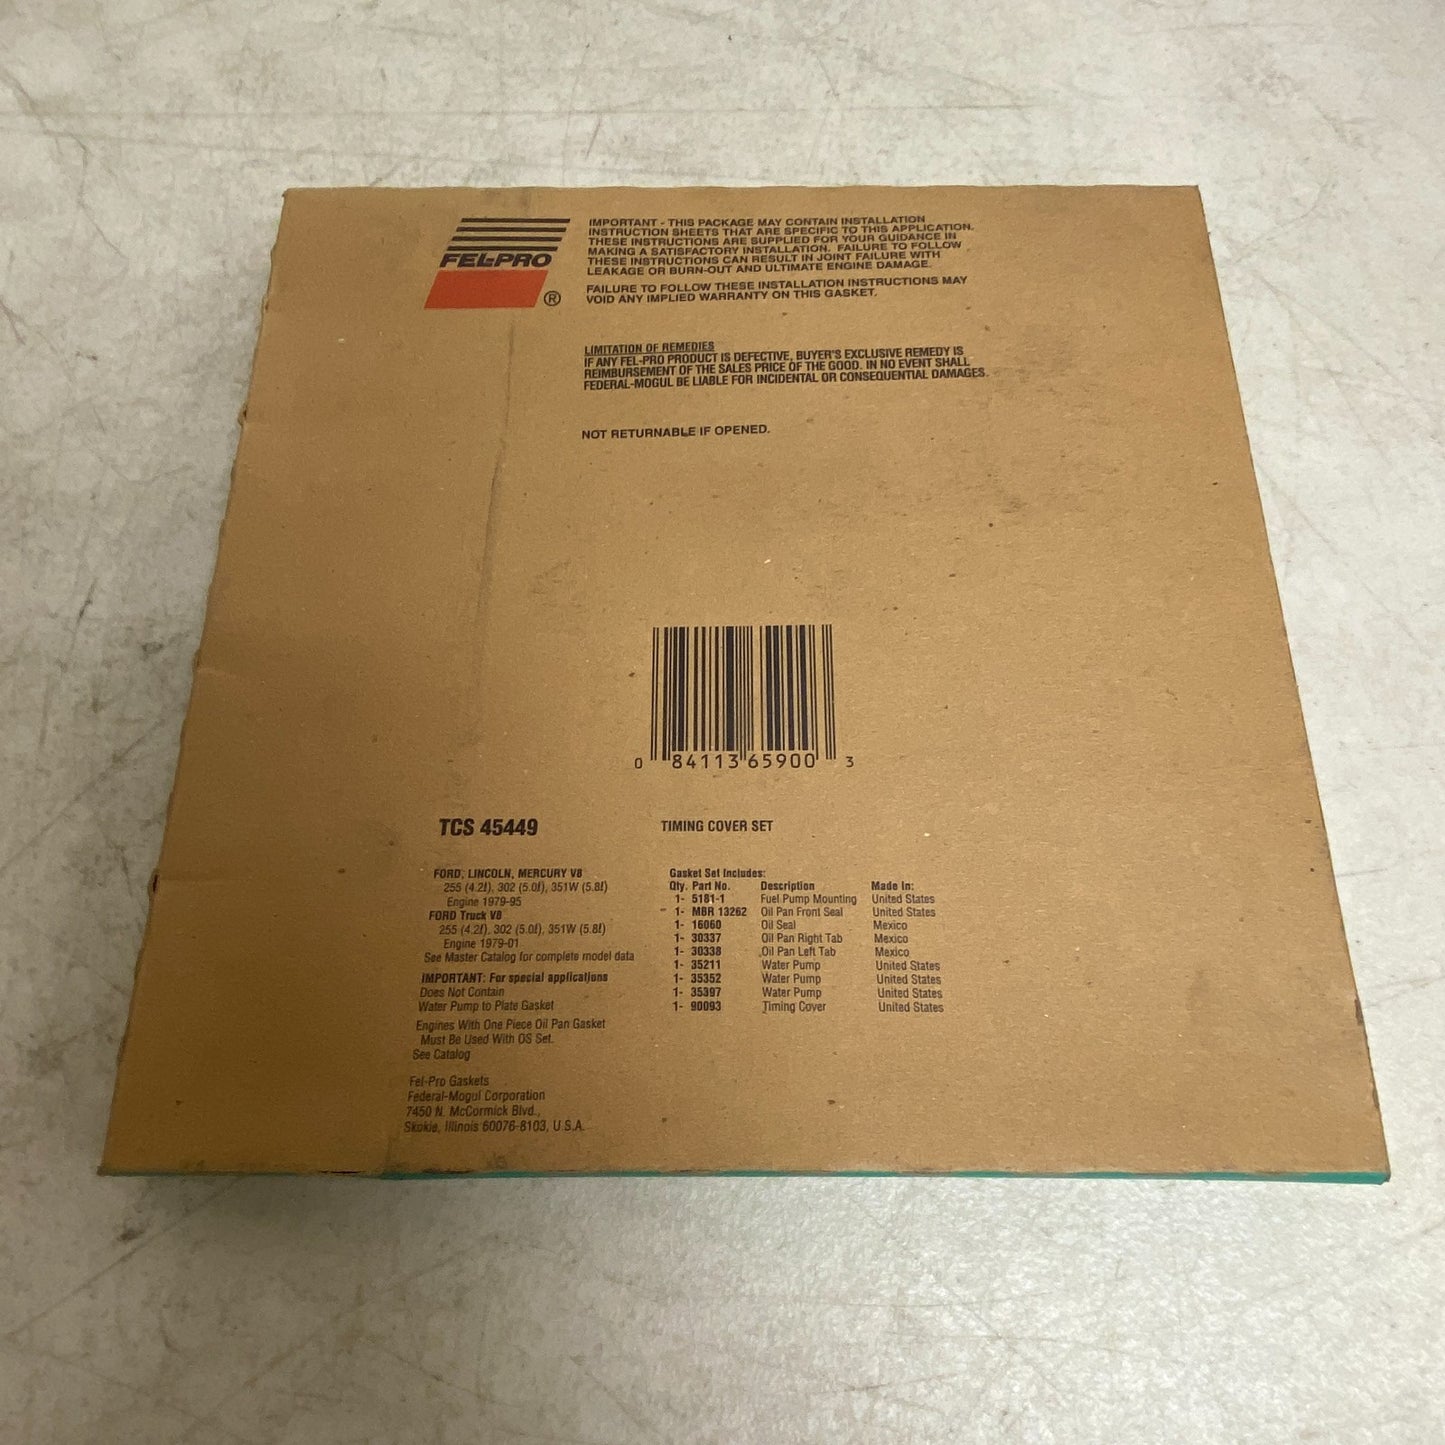 FEL-PRO
®
IMPORTANT - THIS PACKAGE MAY CONTAIN INSTALLATION
INSTRUCTION SHEETS THAT ARE SPECIFIC TO THIS APPLICATION.
THESE INSTRUCTIONS ARE SUPPLIED FOR YOUR GUIDANCE IN
MAKING A SATISFACTORY INSTALLATION. FAILURE TO FOLLOW
THESE INSTRUCTIONS CAN RESULT IN JOINT FAILURE WITH
LEAKAGE OR BURN-OUT AND ULTIMATE ENGINE DAMAGE.
FAILURE TO FOLLOW THESE INSTALLATION INSTRUCTIONS MAY
VOID ANY IMPLIED WARRANTY ON THIS GASKET.
LIMITATION OF REMEDIES
IF ANY FEL-PRO PRODUCT IS DEFECTIVE, BUYER'S EXCLUSIVE REMEDY IS
REIMBURSEMENT OF THE SALES PRICE OF THE GOOD. IN NO EVENT SHALL
FEDERAL-MOGUL BE LIABLE FOR INCIDENTAL OR CONSEQUENTIAL DAMAGES.
NOT RETURNABLE IF OPENED.
0 84113 65900 3
TCS 45449
FORD, LINCOLN, MERCURY V8
255 (4.2ℓ), 302 (5.0ℓ), 351W (5.8ℓ)
Engine 1979-95
FORD Truck V8
255 (4.2ℓ), 302 (5.0ℓ), 351W (5.8ℓ)
Engine 1979-01
See Master Catalog for complete model data
IMPORTANT: For special applications
Does Not Contain
Water Pump to Plate Gasket
Engines With One Piece Oil Pan Gasket
Must Be Used With OS Set.
See Catalog
Fel-Pro Gaskets
Federal-Mogul Corporation
7450 N. McCormick Blvd.,
Skokie, Illinois 60076-8103, U.S.A.
TIMING COVER SET
Gasket Set Includes:
Qty. Part No. Description Made In:
1- 5181-1 Fuel Pump Mounting United States
1- MBR 13262 Oil Pan Front Seal United States
1- 16060 Oil Seal Mexico
1- 30337 Oil Pan Right Tab Mexico
1- 30338 Oil Pan Left Tab Mexico
1- 35211 Water Pump United States
1- 35352 Water Pump United States
1- 35397 Water Pump United States
1- 90093 Timing Cover United States